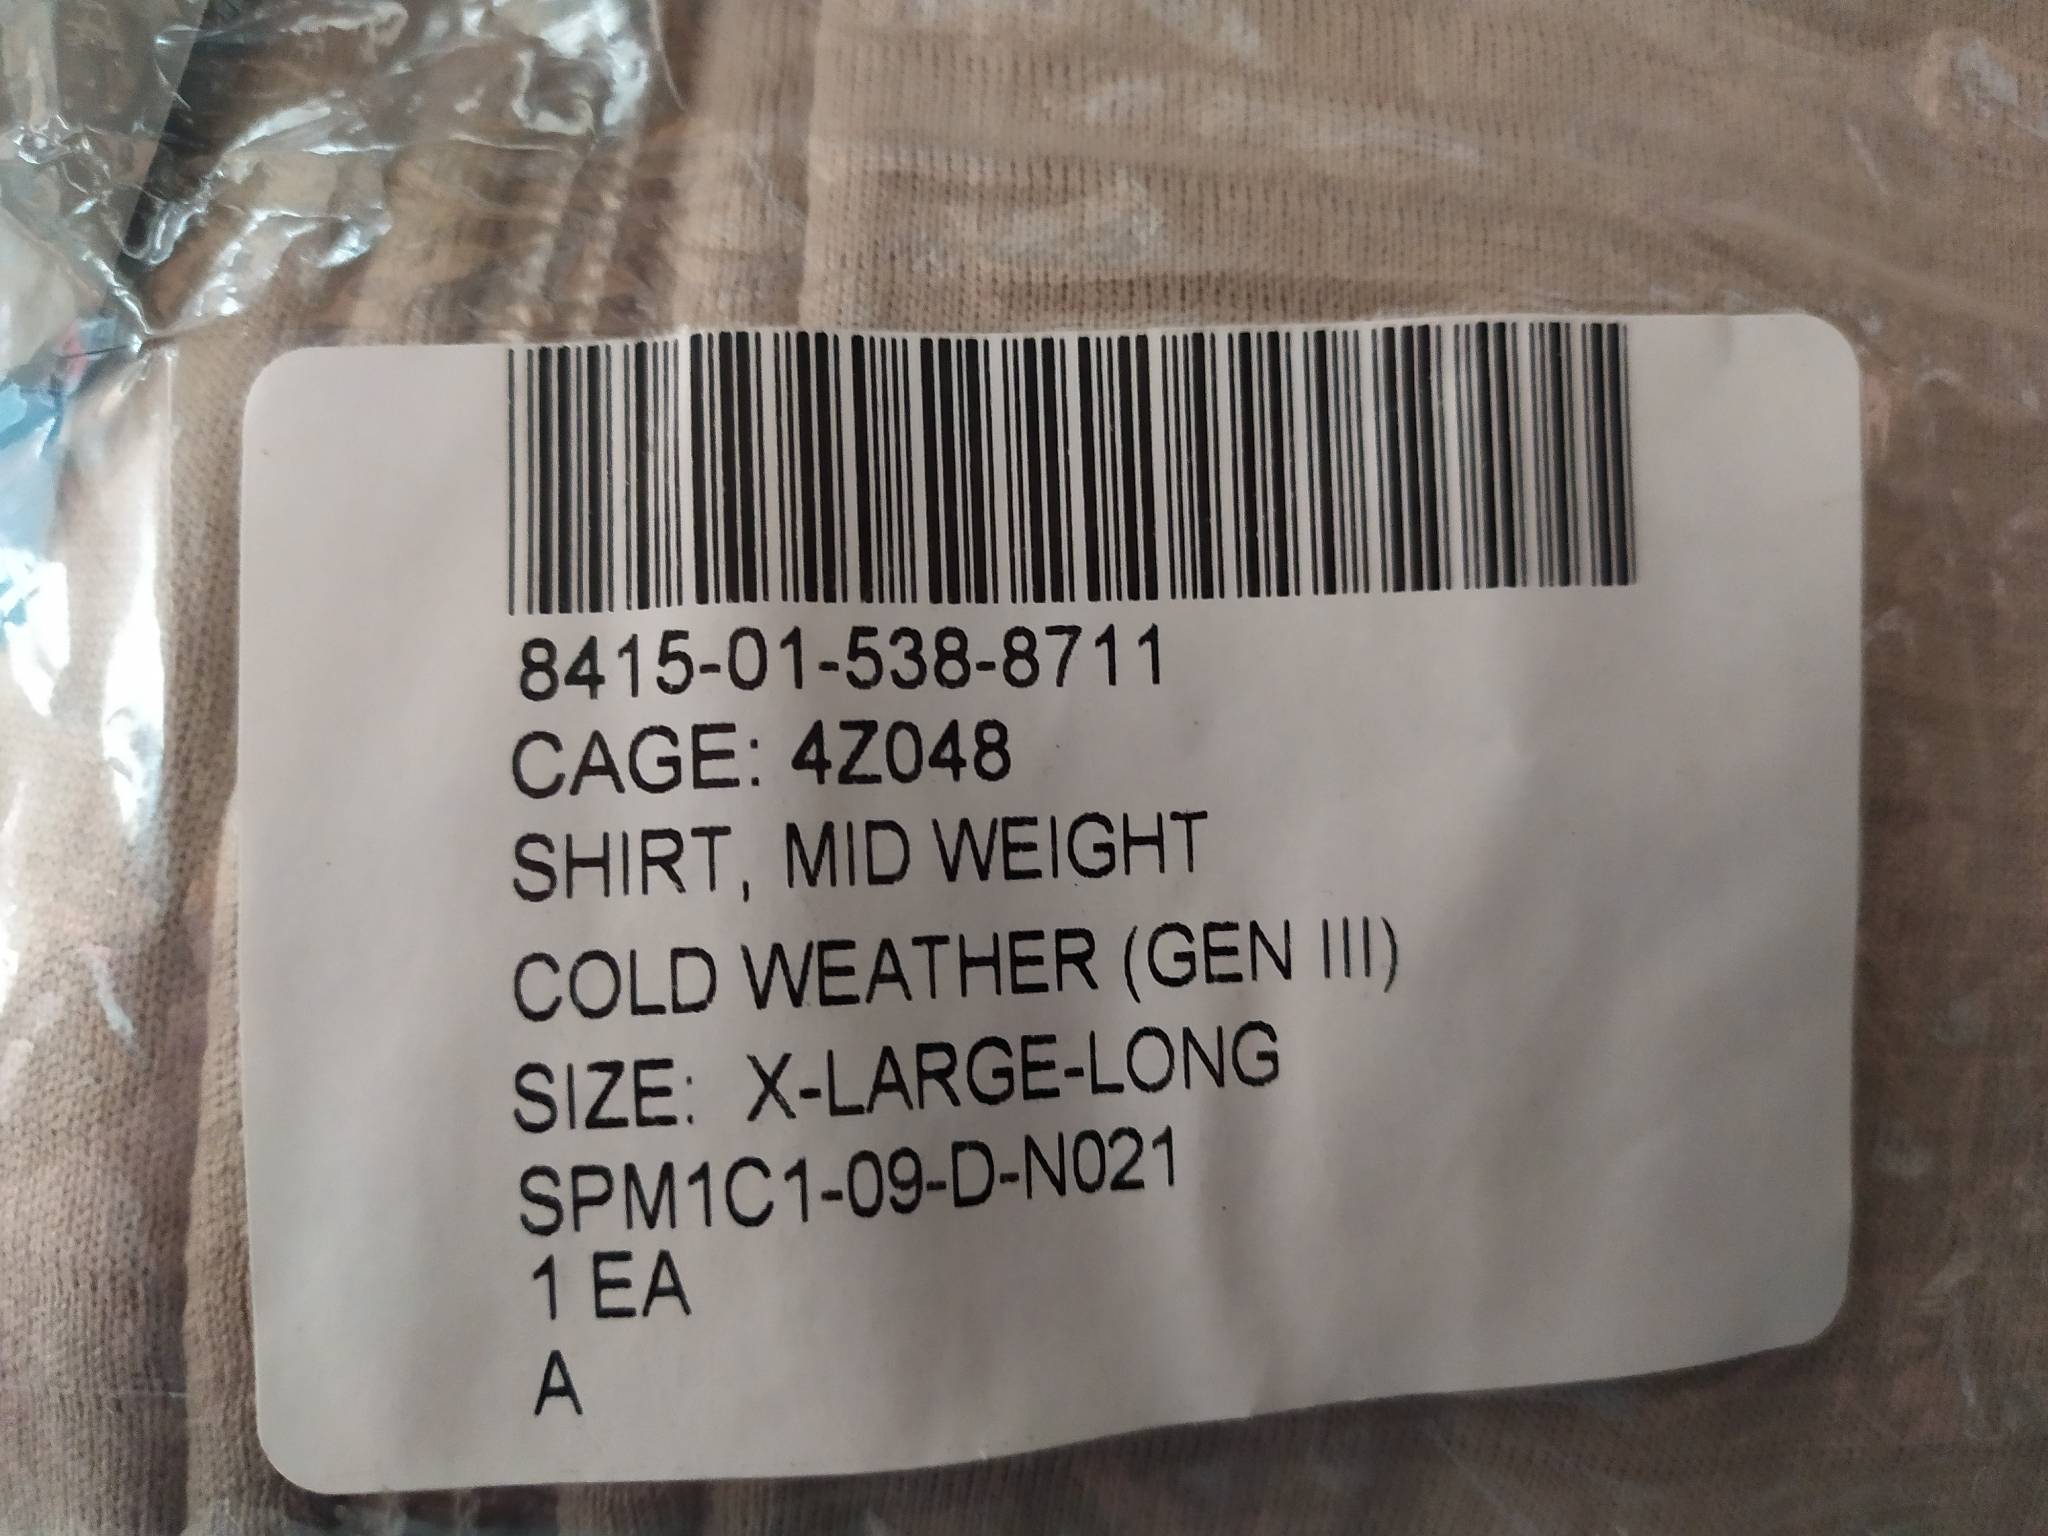 8415-01-538-8711
CAGE: 4Z048
SHIRT, MID WEIGHT
COLD WEATHER (GEN III)
SIZE: X-LARGE-LONG
SPM1C1-09-D-N021
1 EA
A